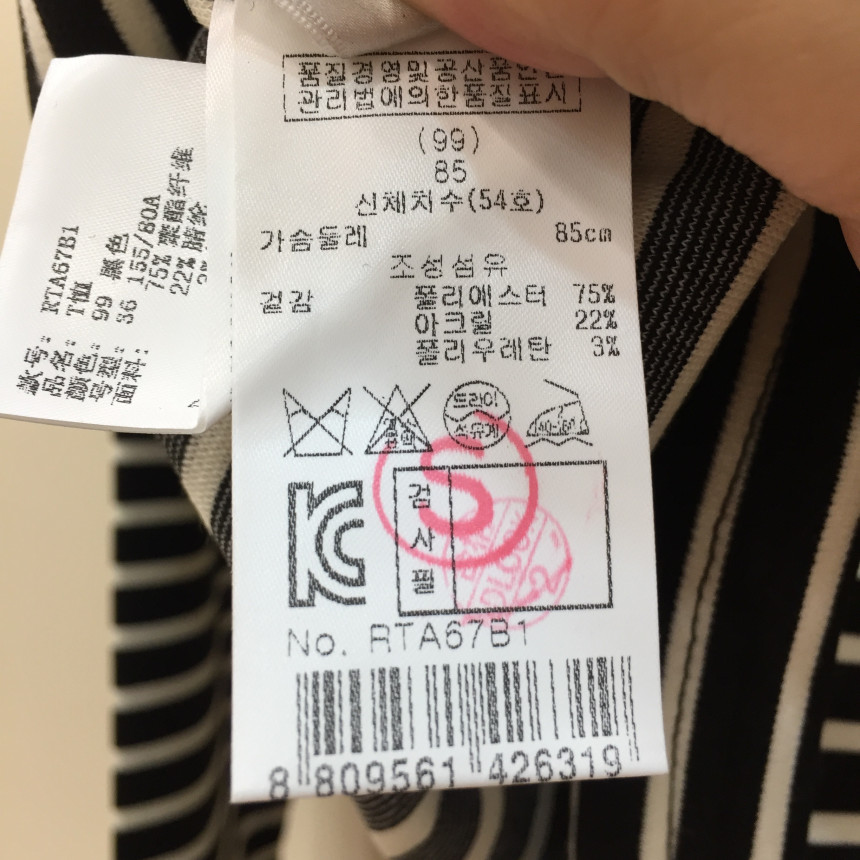 품질경영및공산품안전
관리법에의한품질표시
(99)
85
신체치수(54호)
가슴둘레 85cm
조성섬유
겉감 폴리에스터 75%
아크릴 22%
폴리우레탄 3%
드라이
석유계
S
검사필
No. RTA67B1
8 809561 426319
款号: RTA67B1
品名: T恤
颜色: 99 黑色
号型: 36 155/80A
面料: 75% 聚酯纤维
22% 腈纶